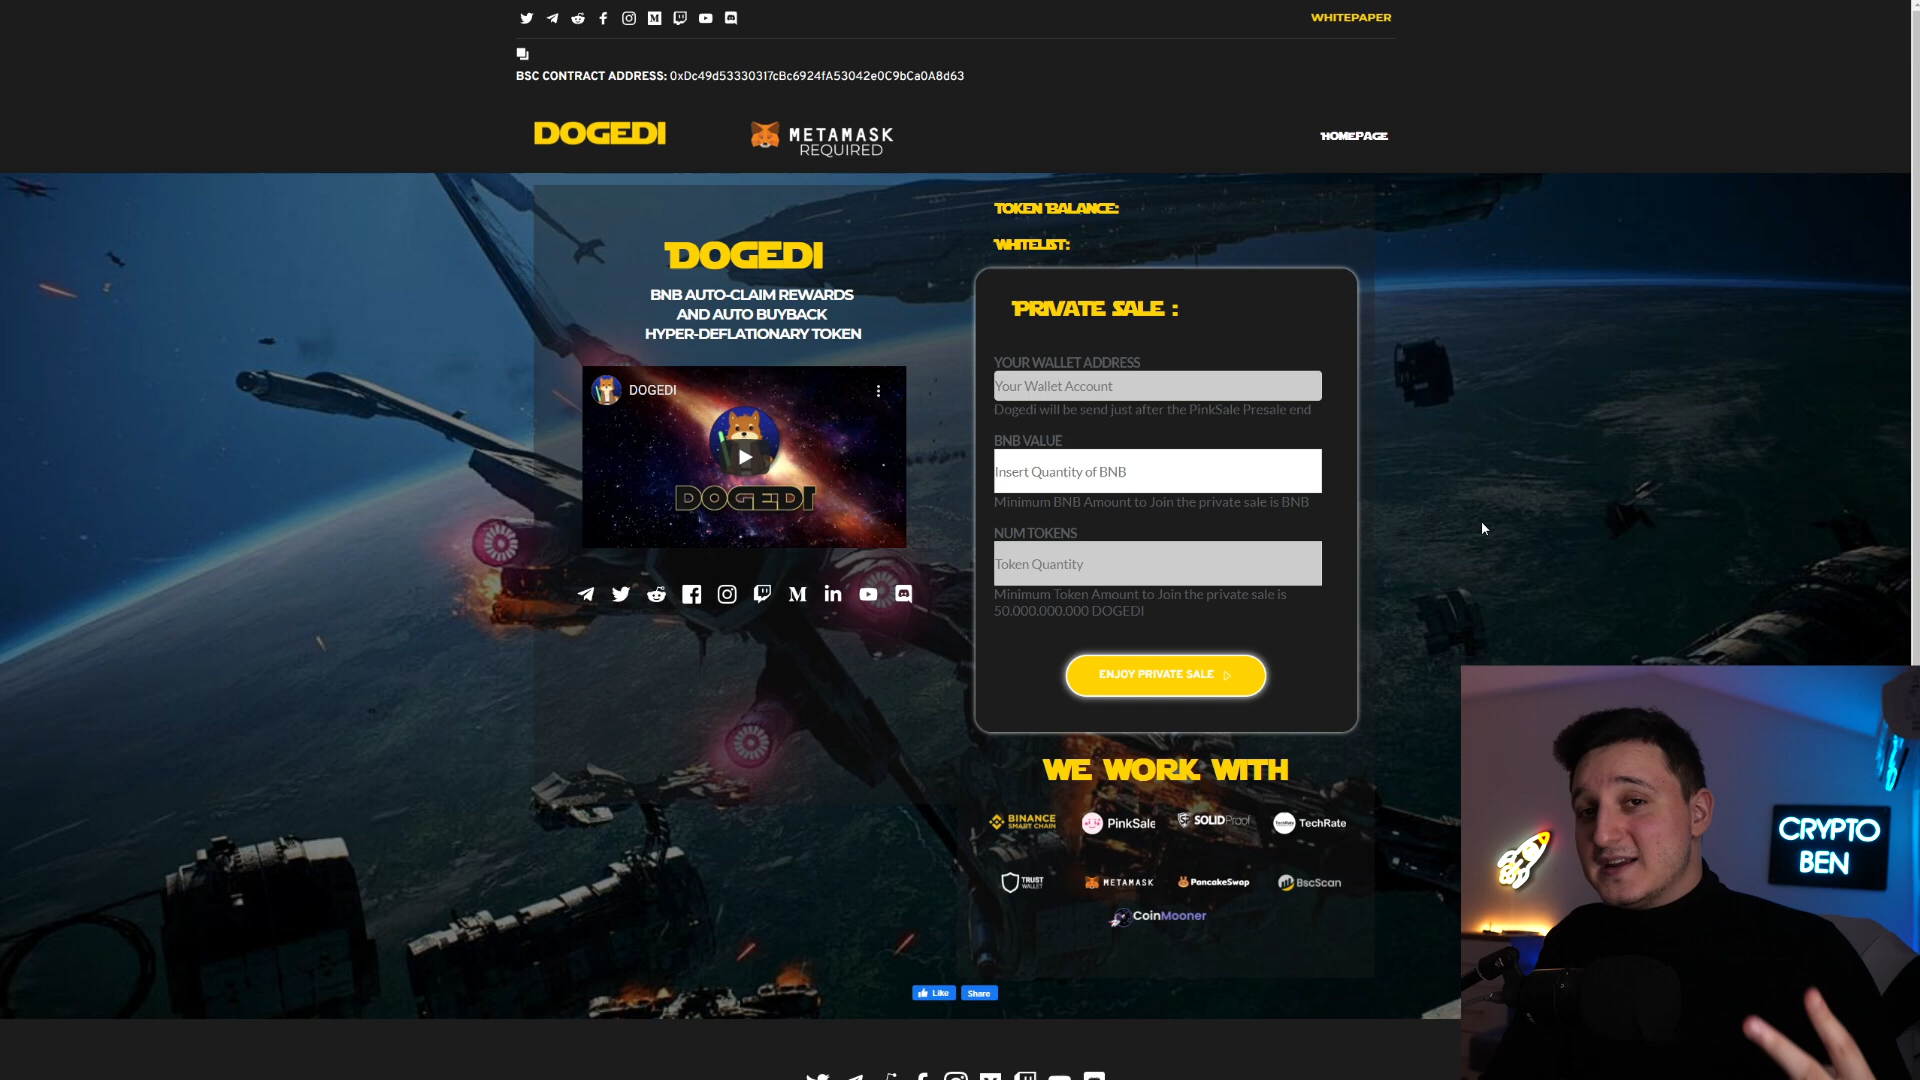 WHITEPAPER
BSC CONTRACT ADDRESS: 0xDc49d53330317cBc6924fA53042e0C9bCa0A8d63
DOGEDI
METAMASK
REQUIRED
HOMEPAGE
DOGEDI
BNB AUTO-CLAIM REWARDS
AND AUTO BUYBACK
HYPER-DEFLATIONARY TOKEN
DOGEDI
DOGEDI
TOKEN BALANCE:
WHITELIST:
PRIVATE SALE :
YOUR WALLET ADDRESS
Your Wallet Account
Dogedi will be send just after the PinkSale Presale end
BNB VALUE
Insert Quantity of BNB
Minimum BNB Amount to Join the private sale is BNB
NUM TOKENS
Token Quantity
Minimum Token Amount to Join the private sale is
50.000.000.000 DOGEDI
ENJOY PRIVATE SALE
WE WORK WITH
BINANCE
SMART CHAIN
PinkSale
SOLIDProof
TechRate
TechRate
TRUST
WALLET
METAMASK
PancakeSwap
BscScan
CoinMooner
Like
Share
CRYPTO
BEN